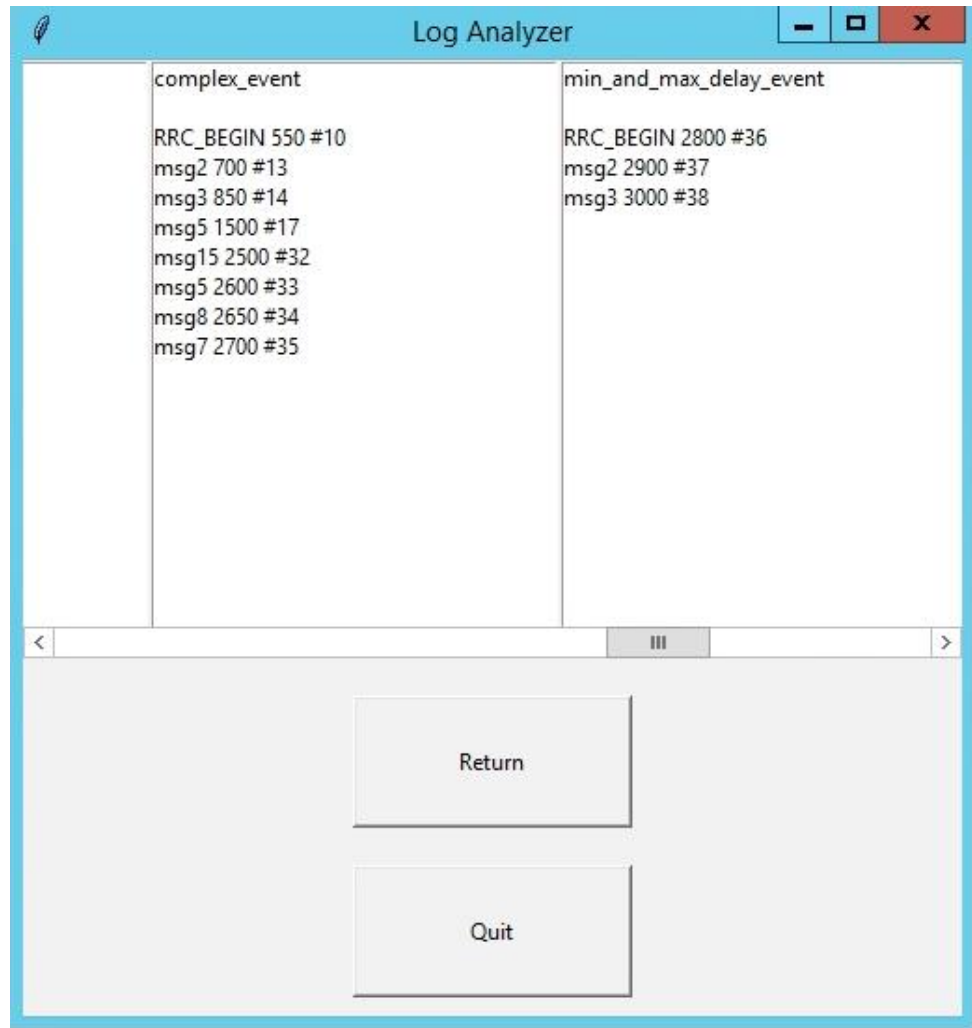 Log Analyzer
complex_event
RRC_BEGIN 550 #10
msg2 700 #13
msg3 850 #14
msg5 1500 #17
msg15 2500 #32
msg5 2600 #33
msg8 2650 #34
msg7 2700 #35
min_and_max_delay_event
RRC_BEGIN 2800 #36
msg2 2900 #37
msg3 3000 #38
Return
Quit